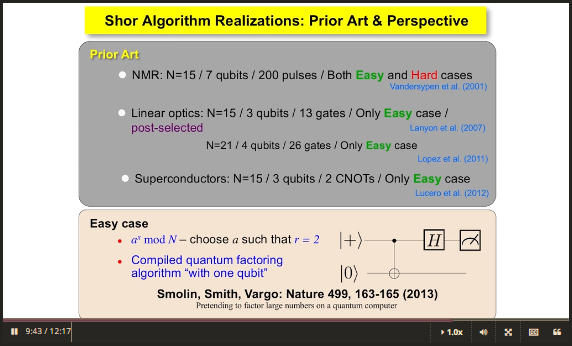 Shor Algorithm Realizations: Prior Art & Perspective
Prior Art
NMR: N=15 / 7 qubits / 200 pulses / Both Easy and Hard cases
Vandersypen et al. (2001)
Linear optics: N=15 / 3 qubits / 13 gates / Only Easy case /
post-selected
Lanyon et al. (2007)
N=21 / 4 qubits / 26 gates / Only Easy case
Lopez et al. (2011)
Superconductors: N=15 / 3 qubits / 2 CNOTs / Only Easy case
Lucero et al. (2012)
Easy case
aˣ mod N – choose a such that r = 2
Compiled quantum factoring
algorithm “with one qubit”
|+⟩ H
|0⟩
Smolin, Smith, Vargo: Nature 499, 163-165 (2013)
Pretending to factor large numbers on a quantum computer
9:43 / 12:17
1.0x